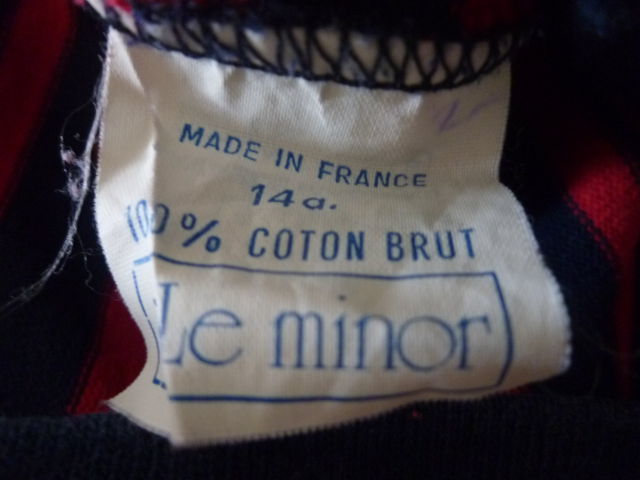 MADE IN FRANCE
14a.
100% COTON BRUT
Le minor